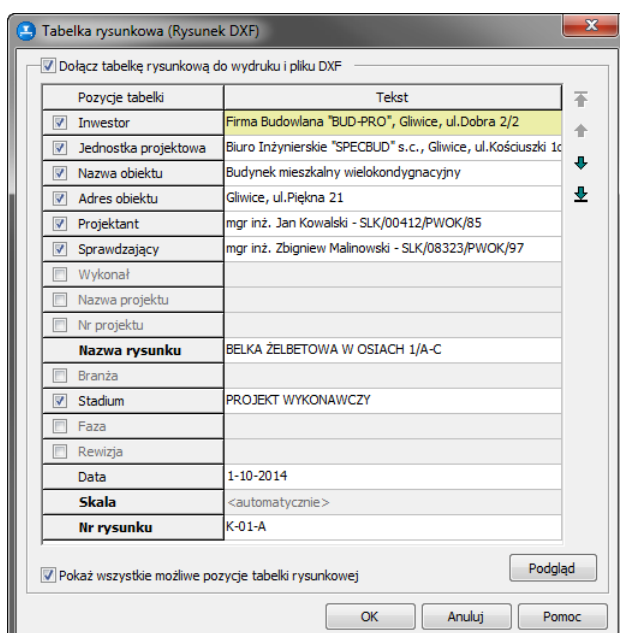 Tabelka rysunkowa (Rysunek DXF)
Dołącz tabelkę rysunkową do wydruku i pliku DXF
Pozycje tabelki Tekst
Inwestor Firma Budowlana "BUD-PRO", Gliwice, ul.Dobra 2/2
Jednostka projektowa Biuro Inżynierskie "SPECBUD" s.c., Gliwice, ul.Kościuszki
Nazwa obiektu Budynek mieszkalny wielokondygnacyjny
Adres obiektu Gliwice, ul.Piękna 21
Projektant mgr inż. Jan Kowalski - SLK/00412/PWOK/85
Sprawdzający mgr inż. Zbigniew Malinowski - SLK/08323/PWOK/97
Wykonał
Nazwa projektu
Nr projektu
Nazwa rysunku BELKA ŻELBETOWA W OSIACH 1/A-C
Branża
Stadium PROJEKT WYKONAWCZY
Faza
Rewizja
Data 1-10-2014
Skala <automatycznie>
Nr rysunku K-01-A
Pokaż wszystkie możliwe pozycje tabelki rysunkowej Podgląd
OK Anuluj Pomoc